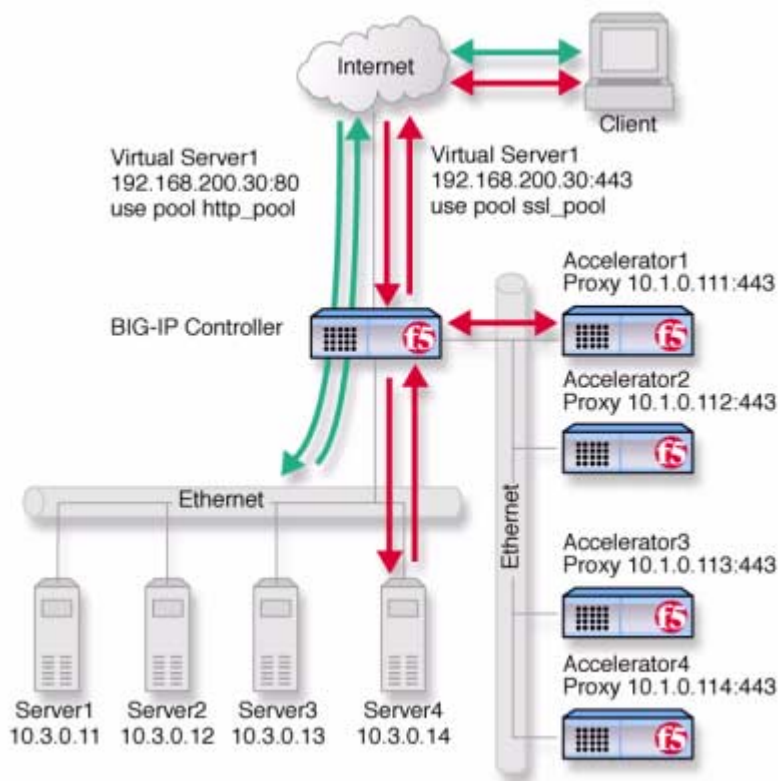 Internet
Client
Virtual Server1
192.168.200.30:80
use pool http_pool
Virtual Server1
192.168.200.30:443
use pool ssl_pool
BIG-IP Controller
f5
Accelerator1
Proxy 10.1.0.111:443
f5
Accelerator2
Proxy 10.1.0.112:443
f5
Ethernet
Ethernet
Accelerator3
Proxy 10.1.0.113:443
f5
Accelerator4
Proxy 10.1.0.114:443
f5
Server1
10.3.0.11
Server2
10.3.0.12
Server3
10.3.0.13
Server4
10.3.0.14